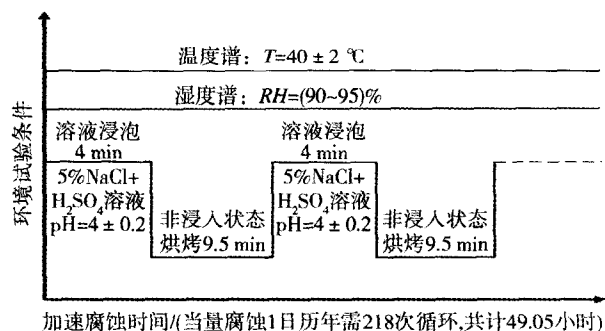 温度谱：T=40±2 ℃
湿度谱：RH=(90~95)%
溶液浸泡
4 min
溶液浸泡
4 min
5%NaCl+
H₂SO₄溶液
pH=4±0.2
非浸入状态
烘烤9.5 min
5%NaCl+
H₂SO₄溶液
pH=4±0.2
非浸入状态
烘烤9.5 min
环境试验条件
加速腐蚀时间/(当量腐蚀1日历年需218次循环,共计49.05小时)